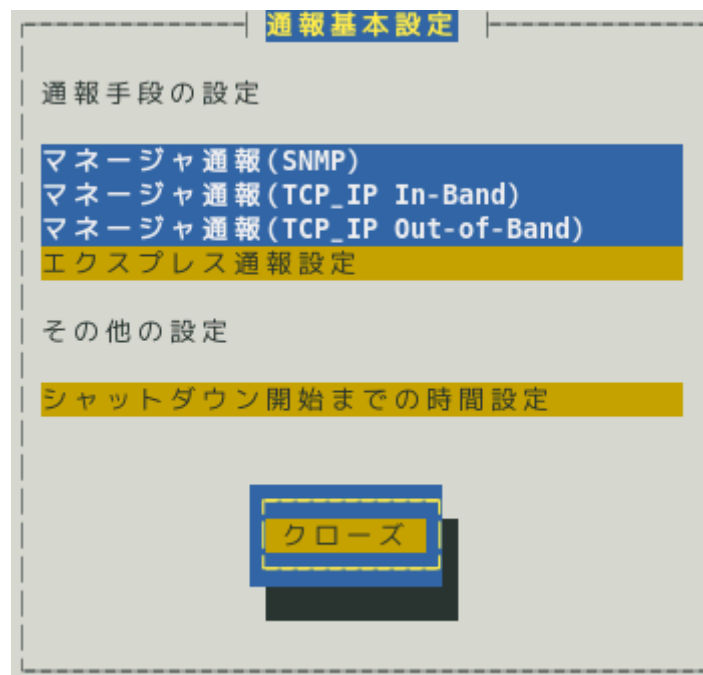 通報基本設定
通報手段の設定
マネージャ通報(SNMP)
マネージャ通報(TCP_IP In-Band)
マネージャ通報(TCP_IP Out-of-Band)
エクスプレス通報設定
その他の設定
シャットダウン開始までの時間設定
クローズ